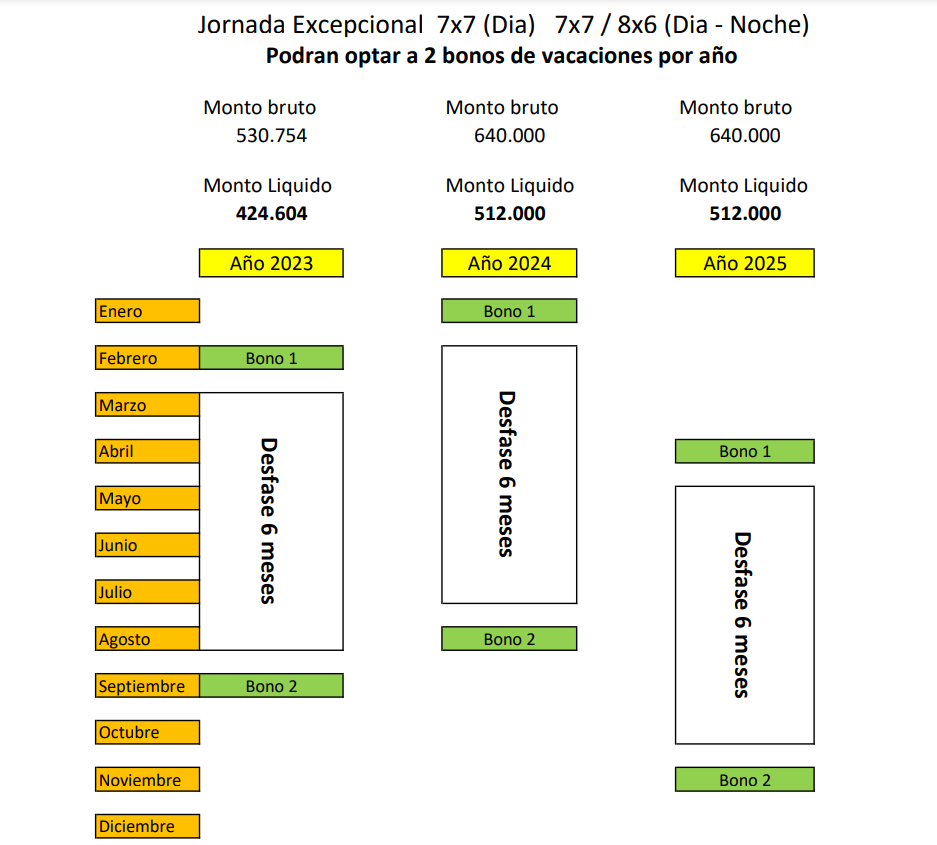 Jornada Excepcional 7x7 (Dia) 7x7 / 8x6 (Dia - Noche)
Podran optar a 2 bonos de vacaciones por año
Monto bruto Monto bruto Monto bruto
530.754 640.000 640.000
Monto Liquido Monto Liquido Monto Liquido
424.604 512.000 512.000
Año 2023 Año 2024 Año 2025
Enero Bono 1
Febrero Bono 1
Marzo
Abril Bono 1
Mayo
Junio
Julio
Agosto Bono 2
Septiembre Bono 2
Octubre
Noviembre Bono 2
Diciembre
Desfase 6 meses
Desfase 6 meses
Desfase 6 meses